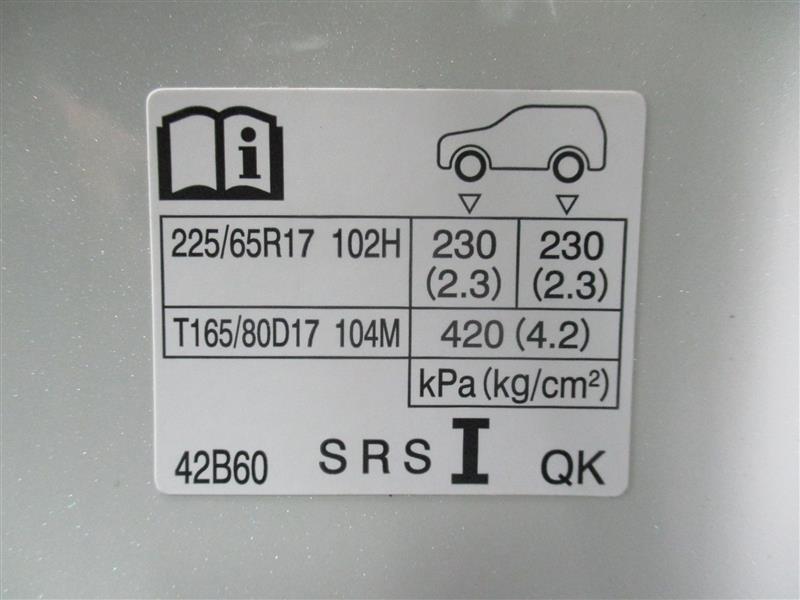 i
225/65R17 102H 230 (2.3) 230 (2.3)
T165/80D17 104M 420 (4.2)
kPa (kg/cm²)
42B60 SRS I QK